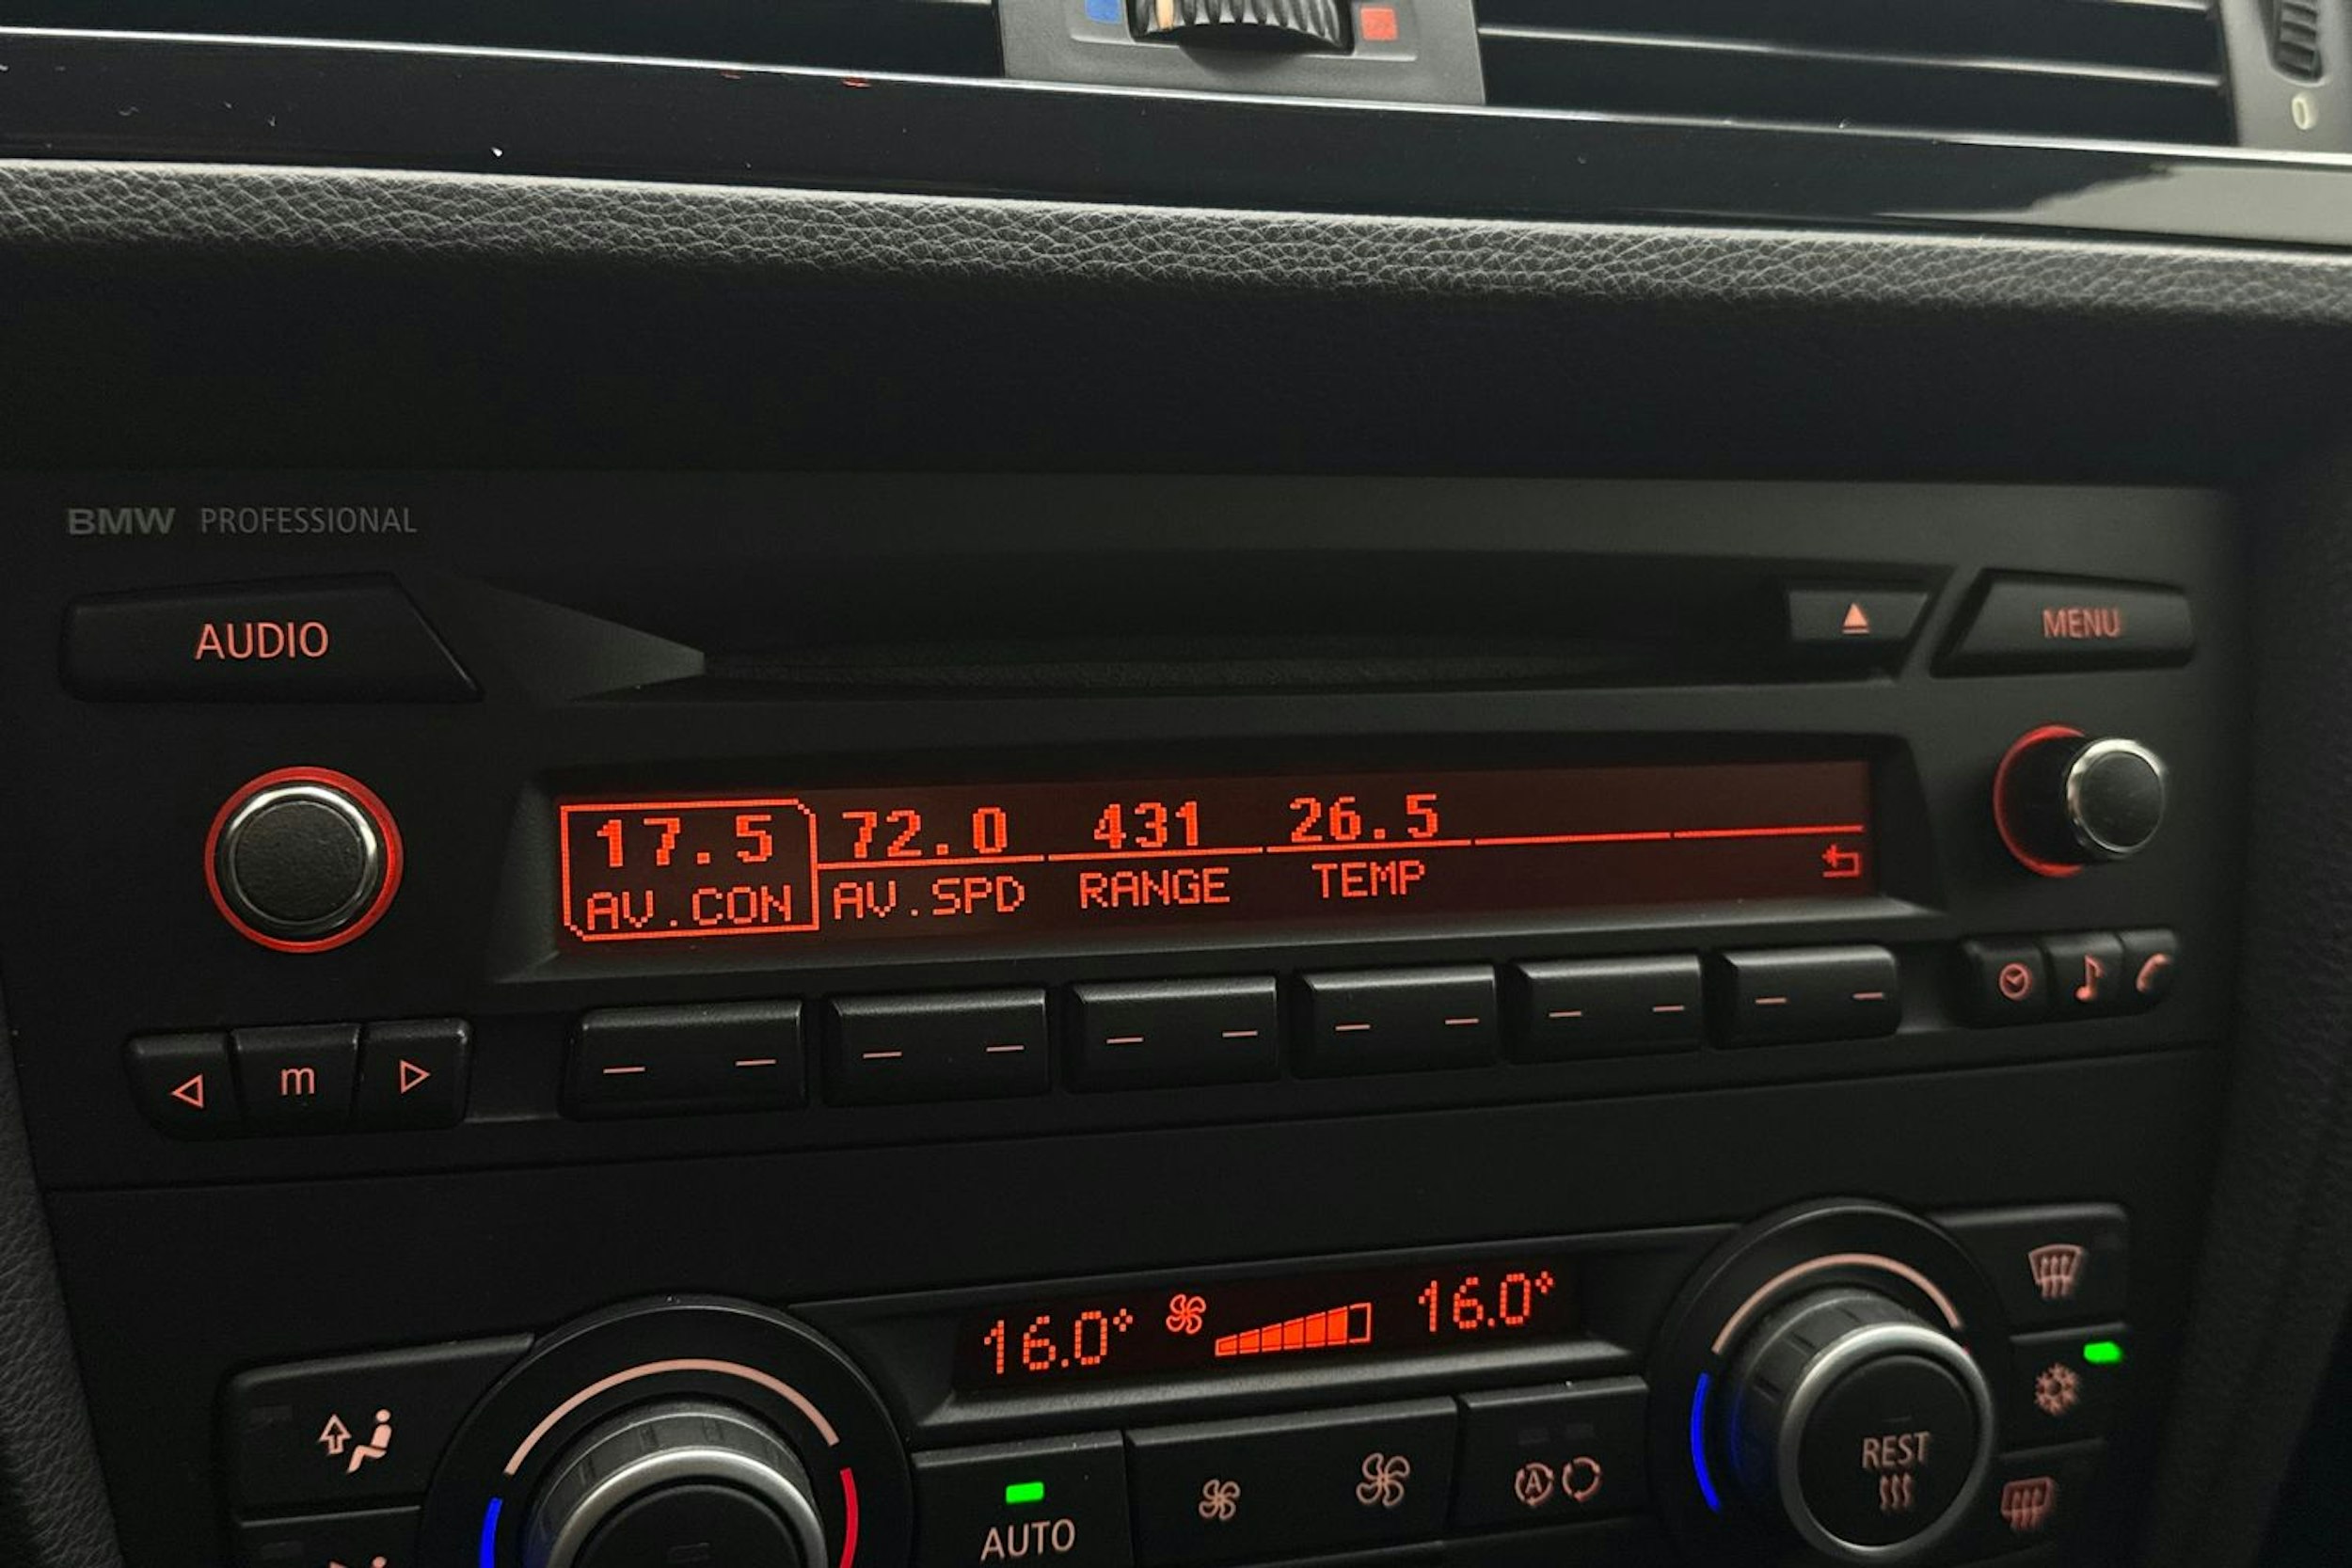 BMW PROFESSIONAL
AUDIO
MENU
17.5 72.0 431 26.5
AV.CON AV.SPD RANGE TEMP
m
16.0° 16.0°
REST
A
AUTO